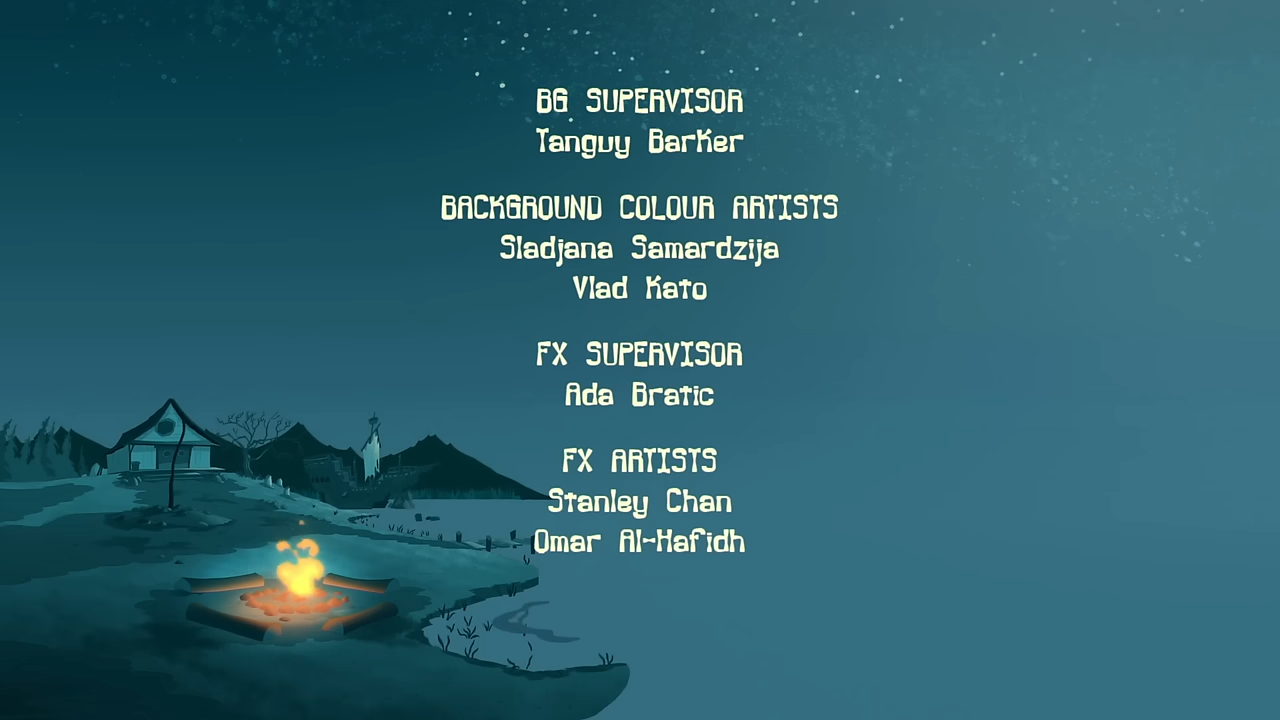 BG SUPERVISOR
Tanguy Barker
BACKGROUND COLOUR ARTISTS
Sladjana Samardzija
Vlad Kato
FX SUPERVISOR
Ada Bratic
FX ARTISTS
Stanley Chan
Omar Al-Hafidh